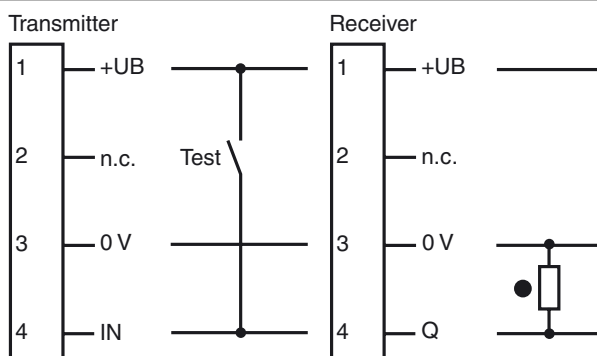 Transmitter
1 +UB
2 n.c.
Test
3 0 V
4 IN
Receiver
1 +UB
2 n.c.
3 0 V
4 Q